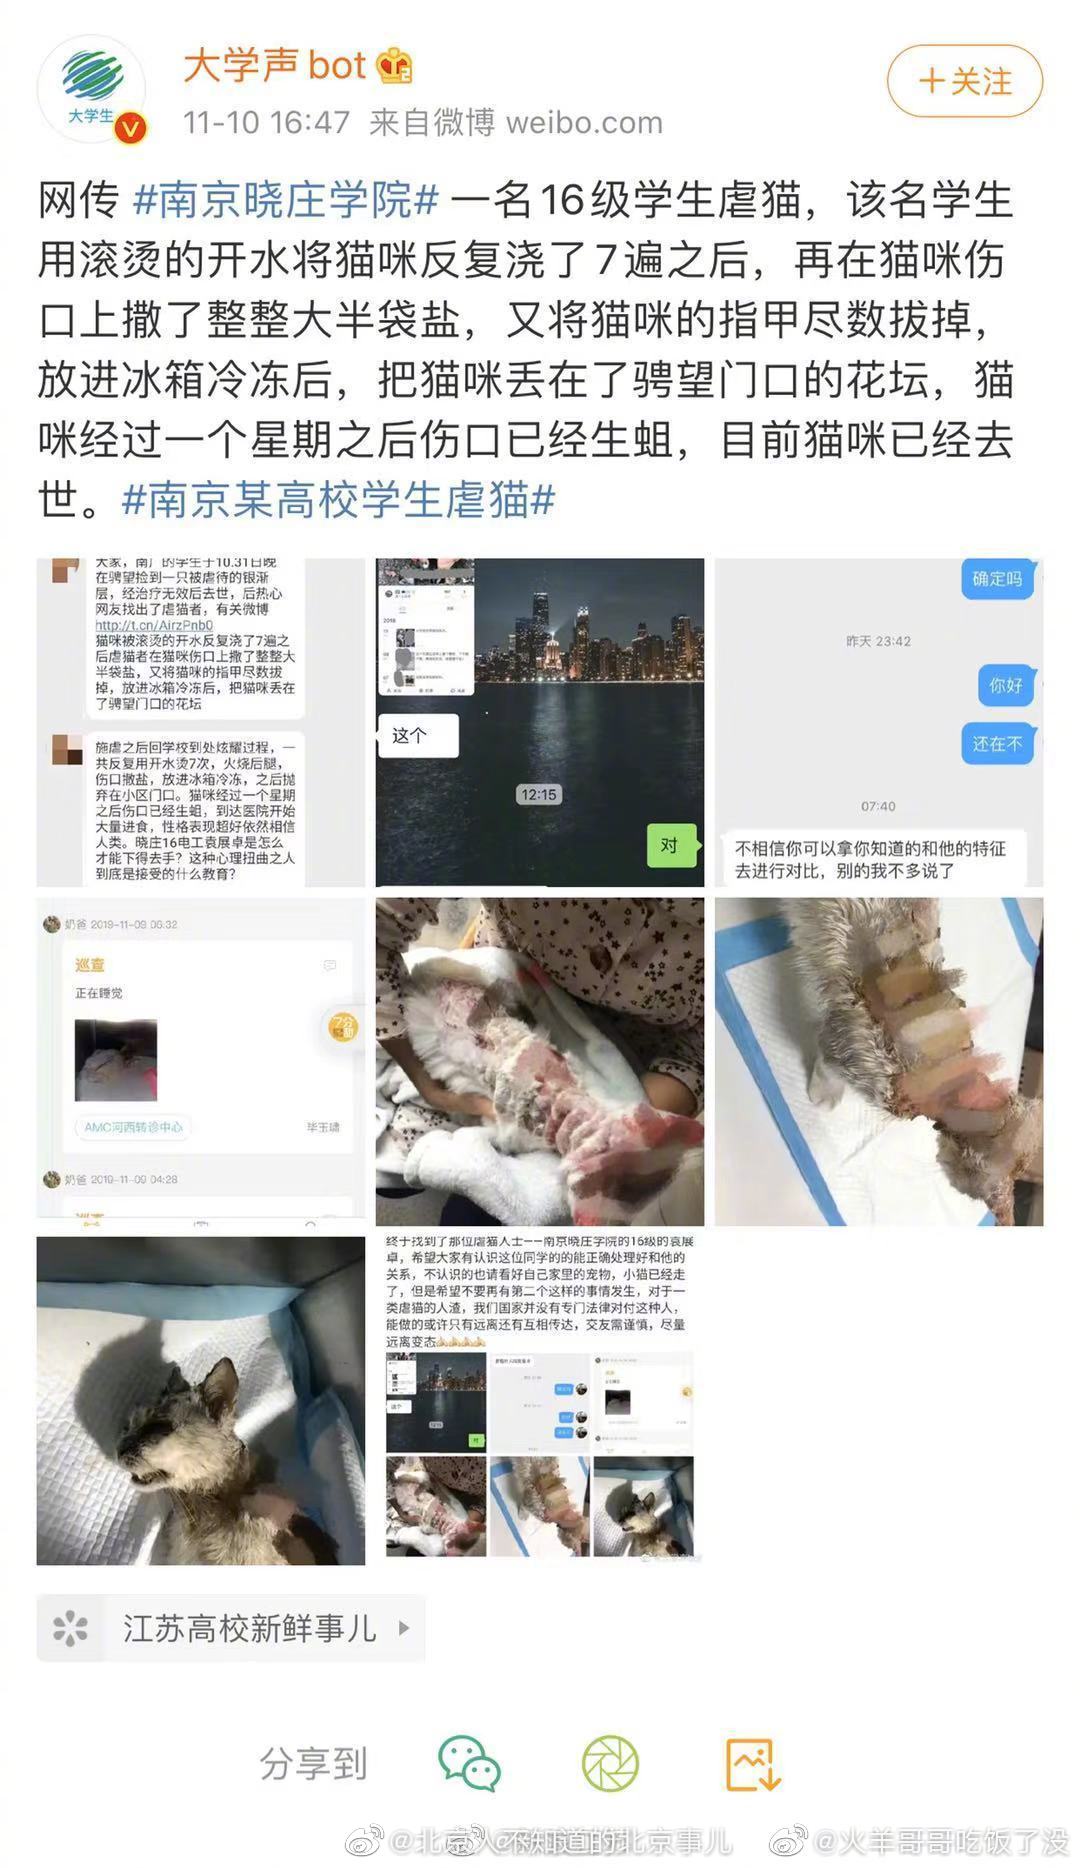 大学生
大学声bot
11-10 16:47 来自微博 weibo.com
+关注
网传 #南京晓庄学院# 一名16级学生虐猫，该名学生
用滚烫的开水将猫咪反复浇了7遍之后，再在猫咪伤
口上撒了整整大半袋盐，又将猫咪的指甲尽数拔掉，
放进冰箱冷冻后，把猫咪丢在了骋望门口的花坛，猫
咪经过一个星期之后伤口已经生蛆，目前猫咪已经去
世。#南京某高校学生虐猫#
大家，南广的学生于10.31日晚
在骋望捡到一只被虐待的银渐
层，经治疗无效后去世，后热心
网友找出了虐猫者，有关微博
http://t.cn/AirzPnb0
猫咪被滚烫的开水反复浇了7遍之
后虐猫者在猫咪伤口上撒了整整大
半袋盐，又将猫咪的指甲尽数拔
掉，放进冰箱冷冻后，把猫咪丢在
了骋望门口的花坛
施虐之后回学校到处炫耀过程，一
共反复用开水烫7次，火烧后腿，
伤口撒盐，放进冰箱冷冻，之后抛
弃在小区门口。猫咪经过一个星期
之后伤口已经生蛆，到达医院开始
大量进食，性格表现超好依然相信
人类。晓庄16电工袁展卓是怎么
才能下得去手？这种心理扭曲之人
到底是接受的什么教育？
2018
这个
12:15
对
确定吗
昨天 23:42
你好
还在不
07:40
不相信你可以拿你知道的和他的特征
去进行对比，别的我不多说了
奶爸 2019-11-09 06:32
巡查
正在睡觉
AMC河西转诊中心
毕玉啸
奶爸 2019-11-09 04:28
巡查
终于找到了那位虐猫人士——南京晓庄学院的16级的袁展
卓，希望大家有认识这位同学的的能正确处理好和他的
关系，不认识的也请看好自己家里的宠物，小猫已经走
了，但是希望不要再有第二个这样的事情发生，对于一
类虐猫的人渣，我们国家并没有专门法律对付这种人，
能做的或许只有远离还有互相传达，交友需谨慎，尽量
远离变态🙏🙏🙏🙏
这个
对
江苏高校新鲜事儿
分享到
@北京人不知道的北京事儿
@火羊哥哥吃饭了没